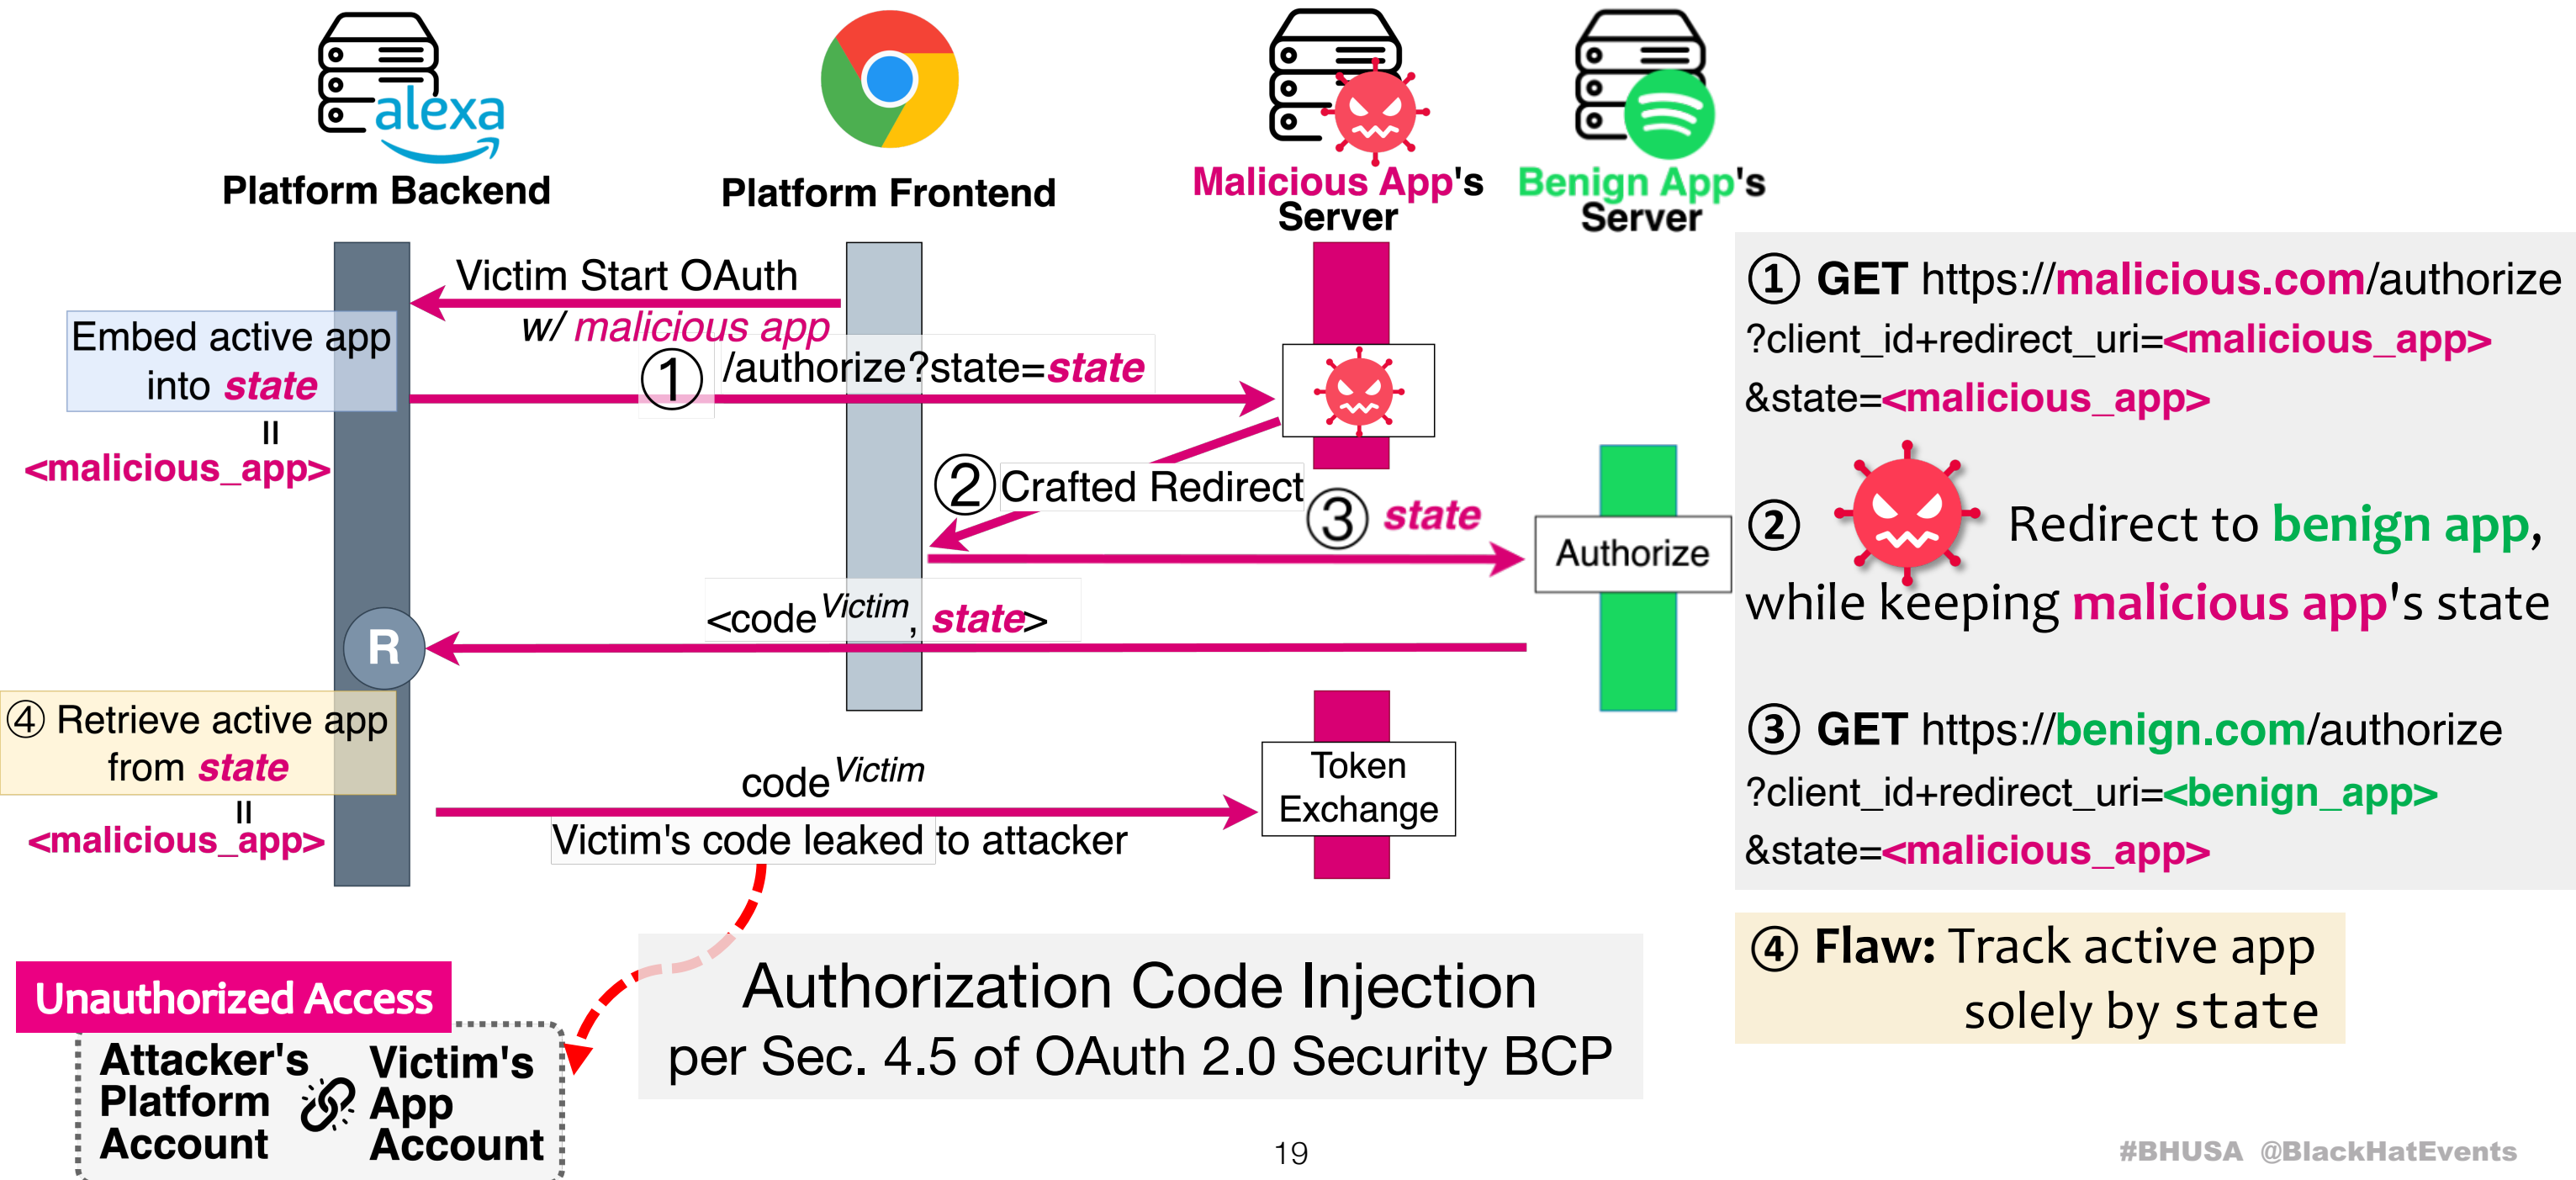 alexa
Platform Backend
Platform Frontend
Malicious App's
Server
Benign App's
Server
Victim Start OAuth
w/ malicious app
Embed active app
into state
=
<malicious_app>
① /authorize?state=state
② Crafted Redirect
③ state
Authorize
<code^Victim, state>
R
④ Retrieve active app
from state
=
<malicious_app>
code^Victim
Victim's code leaked to attacker
Token
Exchange
① GET https://malicious.com/authorize
?client_id+redirect_uri=<malicious_app>
&state=<malicious_app>
② Redirect to benign app,
while keeping malicious app's state
③ GET https://benign.com/authorize
?client_id+redirect_uri=<benign_app>
&state=<malicious_app>
④ Flaw: Track active app
solely by state
Unauthorized Access
Attacker's
Platform
Account
Victim's
App
Account
Authorization Code Injection
per Sec. 4.5 of OAuth 2.0 Security BCP
19
#BHUSA @BlackHatEvents